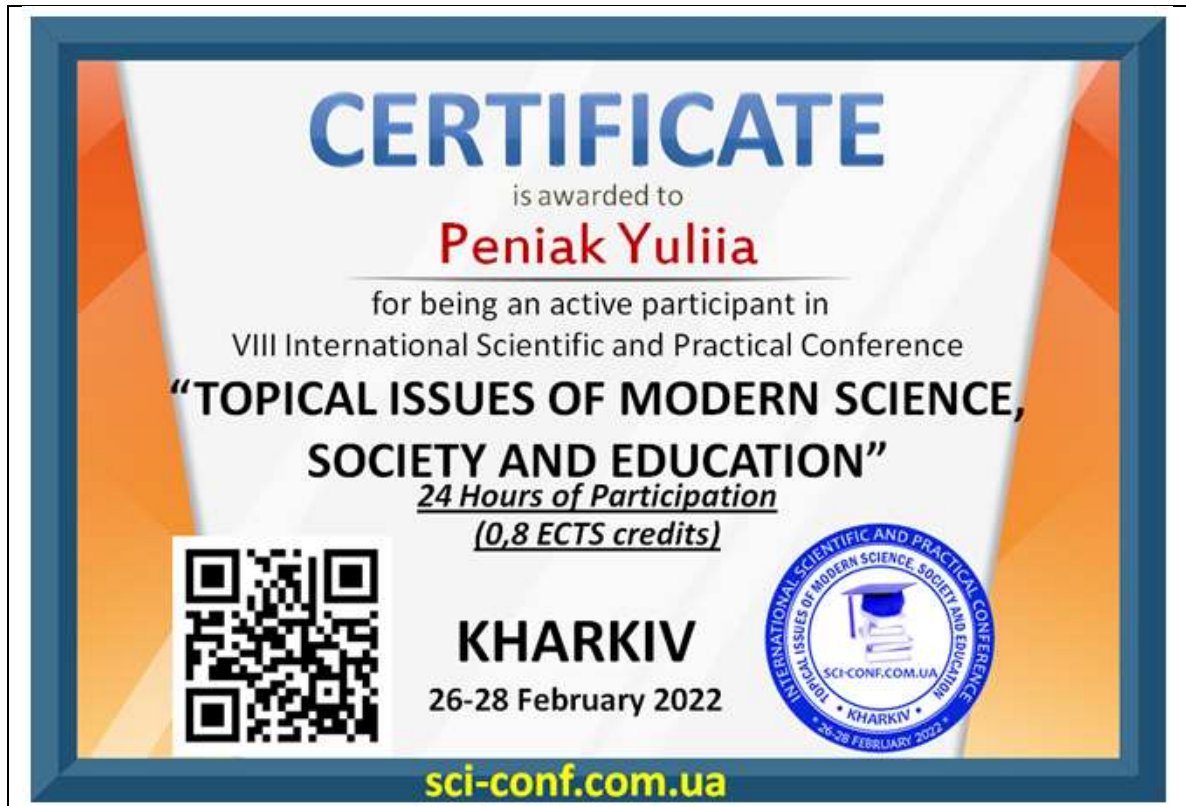 CERTIFICATE
is awarded to
Peniak Yuliia
for being an active participant in
VIII International Scientific and Practical Conference
“TOPICAL ISSUES OF MODERN SCIENCE,
SOCIETY AND EDUCATION”
24 Hours of Participation
(0,8 ECTS credits)
KHARKIV
26-28 February 2022
INTERNATIONAL SCIENTIFIC AND PRACTICAL CONFERENCE
TOPICAL ISSUES OF MODERN SCIENCE, SOCIETY AND EDUCATION
SCI-CONF.COM.UA
• KHARKIV •
• 26-28 FEBRUARY 2022 •
sci-conf.com.ua